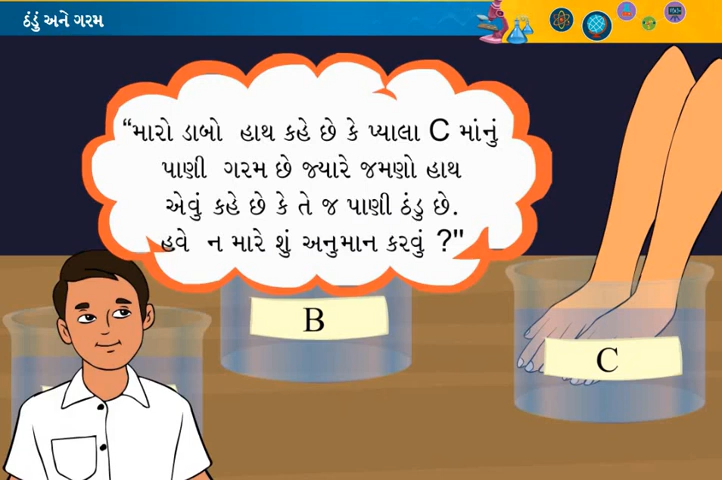 ઠંડું અને ગરમ
“મારો ડાબો હાથ કહે છે કે પ્યાલા C માંનું
પાણી ગરમ છે જ્યારે જમણો હાથ
એવું કહે છે કે તે જ પાણી ઠંડુ છે.
હવે ન મારે શું અનુમાન કરવું ?"
B
C